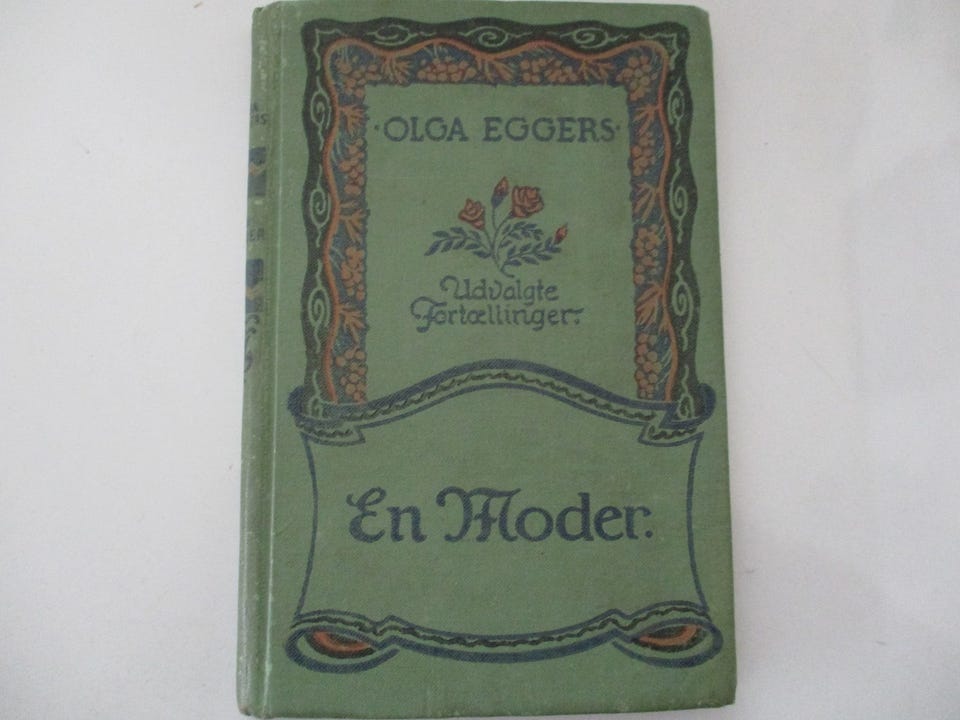 ·OLGA EGGERS·
Udvalgte
Fortællinger.
En Moder.